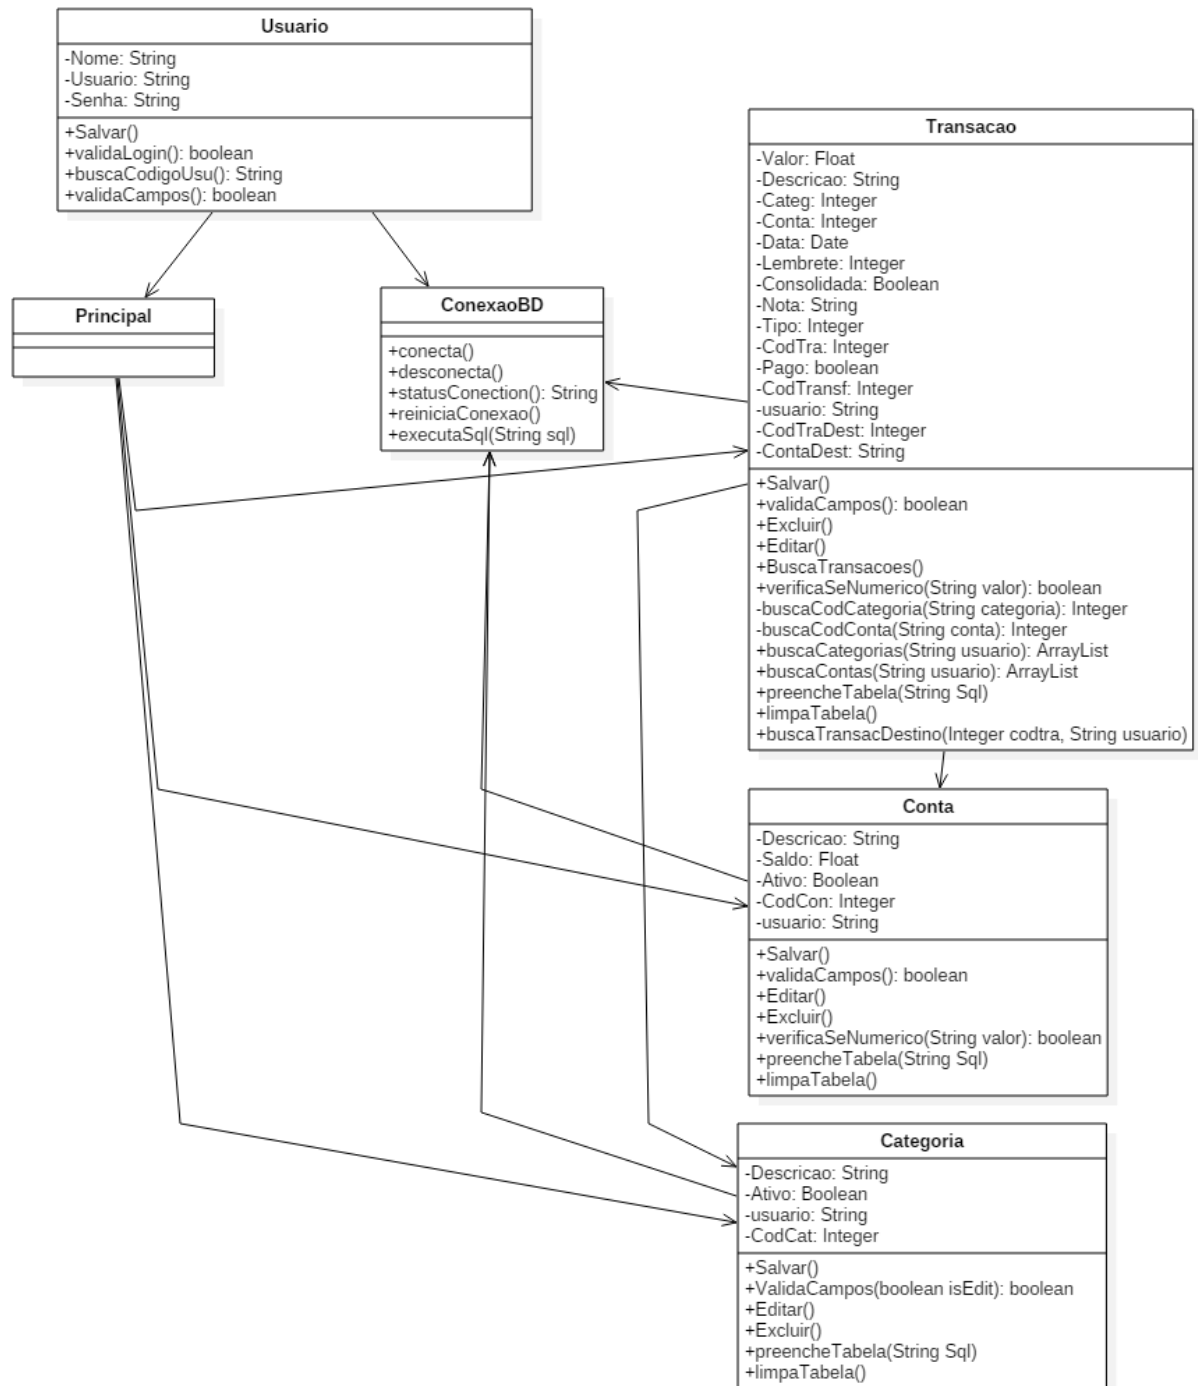 Usuario
-Nome: String
-Usuario: String
-Senha: String
+Salvar()
+validaLogin(): boolean
+buscaCodigoUsu(): String
+validaCampos(): boolean
Principal
ConexaoBD
+conecta()
+desconecta()
+statusConection(): String
+reiniciaConexao()
+executaSql(String sql)
Transacao
-Valor: Float
-Descricao: String
-Categ: Integer
-Conta: Integer
-Data: Date
-Lembrete: Integer
-Consolidada: Boolean
-Nota: String
-Tipo: Integer
-CodTra: Integer
-Pago: boolean
-CodTransf: Integer
-usuario: String
-CodTraDest: Integer
-ContaDest: String
+Salvar()
+validaCampos(): boolean
+Excluir()
+Editar()
+BuscaTransacoes()
+verificaSeNumerico(String valor): boolean
-buscaCodCategoria(String categoria): Integer
-buscaCodConta(String conta): Integer
+buscaCategorias(String usuario): ArrayList
+buscaContas(String usuario): ArrayList
+preencheTabela(String Sql)
+limpaTabela()
+buscaTransacDestino(Integer codtra, String usuario)
Conta
-Descricao: String
-Saldo: Float
-Ativo: Boolean
-CodCon: Integer
-usuario: String
+Salvar()
+validaCampos(): boolean
+Editar()
+Excluir()
+verificaSeNumerico(String valor): boolean
+preencheTabela(String Sql)
+limpaTabela()
Categoria
-Descricao: String
-Ativo: Boolean
-usuario: String
-CodCat: Integer
+Salvar()
+ValidaCampos(boolean isEdit): boolean
+Editar()
+Excluir()
+preencheTabela(String Sql)
+limpaTabela()